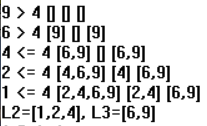 9 > 4 [] [] []
6 > 4 [9] [] [9]
4 <= 4 [6,9] [] [6,9]
2 <= 4 [4,6,9] [4] [6,9]
1 <= 4 [2,4,6,9] [2,4] [6,9]
L2=[1,2,4], L3=[6,9]